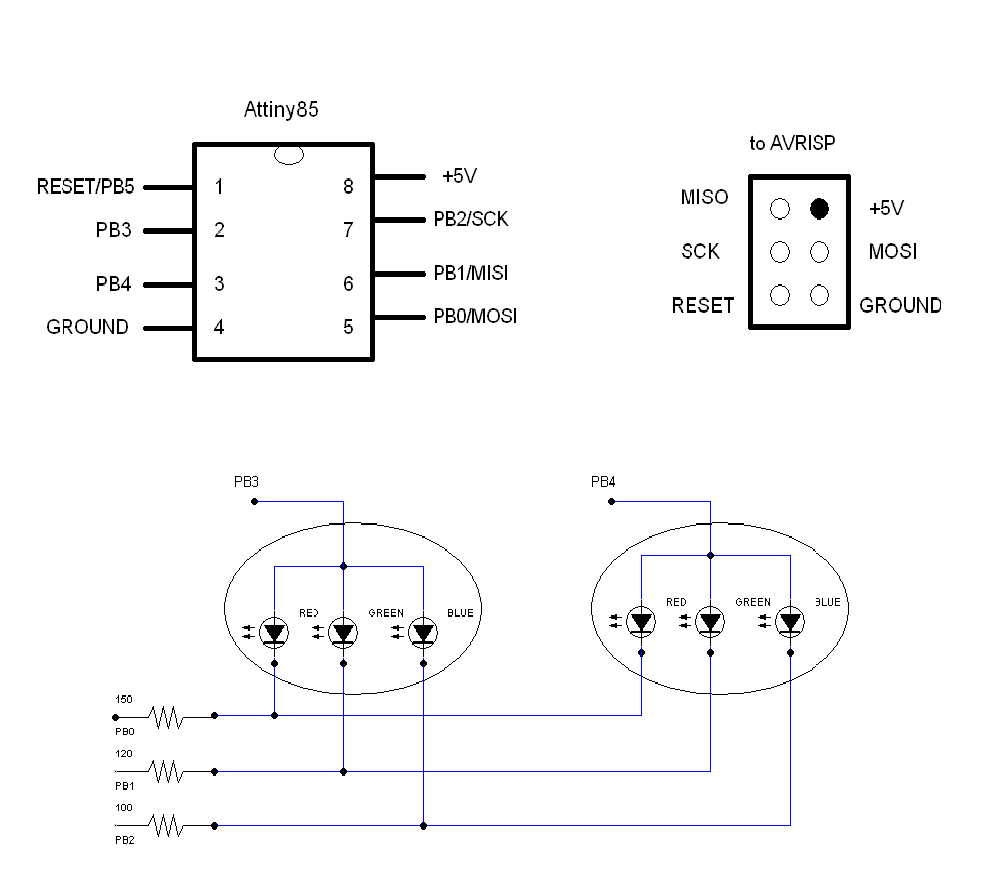 Attiny85
to AVRISP
RESET/PB5 1 8 +5V
PB3 2 7 PB2/SCK
PB4 3 6 PB1/MISI
GROUND 4 5 PB0/MOSI
MISO +5V
SCK MOSI
RESET GROUND
PB3 PB4
RED GREEN BLUE
RED GREEN BLUE
150
PB0
120
PB1
100
PB2